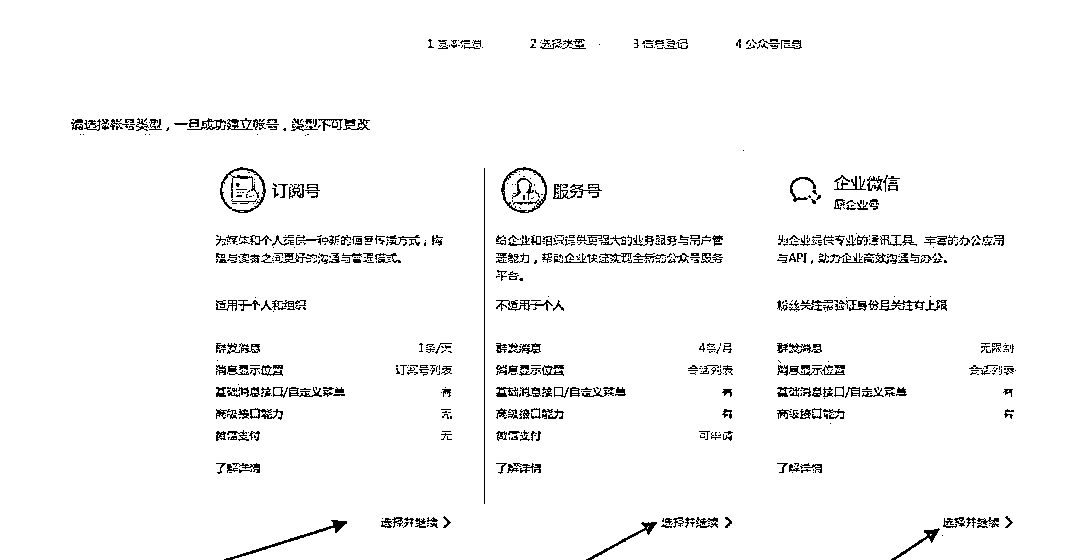 1 基本信息 2 选择类型 3 信息登记 4 公众号信息
请选择帐号类型，一旦成功建立帐号，类型不可更改
订阅号
为媒体和个人提供一种新的信息传播方式，构
建与读者之间更好的沟通与管理模式。
适用于个人和组织
群发消息 1条/天
消息显示位置 订阅号列表
基础消息接口/自定义菜单 有
高级接口能力 无
微信支付 无
了解详情
选择并继续
服务号
给企业和组织提供更强大的业务服务与用户管
理能力，帮助企业快速实现全新的公众号服务
平台。
不适用于个人
群发消息 4条/月
消息显示位置 会话列表
基础消息接口/自定义菜单 有
高级接口能力 有
微信支付 可申请
了解详情
选择并继续
企业微信
原企业号
为企业提供专业的通讯工具、丰富的办公应用
与API，助力企业高效沟通与办公。
粉丝关注需验证身份且关注有上限
群发消息 无限制
消息显示位置 会话列表
基础消息接口/自定义菜单 有
高级接口能力 有
了解详情
选择并继续